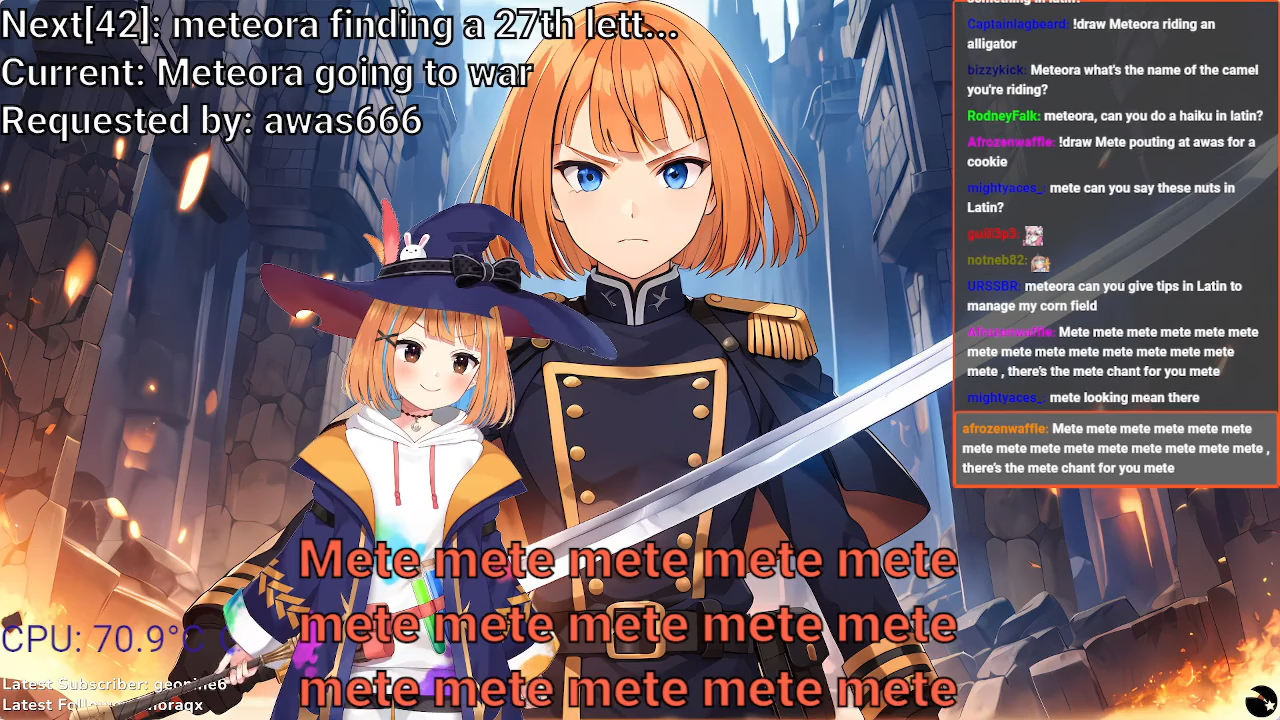 Next[42]: meteora finding a 27th lett...
Current: Meteora going to war
Requested by: awas666
Captainlagbeard: !draw Meteora riding an
alligator
bizzykick: Meteora what's the name of the camel
you're riding?
RodneyFalk: meteora, can you do a haiku in latin?
Afrozenwaffle: !draw Mete pouting at awas for a
cookie
mightyaces_: mete can you say these nuts in
Latin?
guill3p3:
notneb82:
URSSBR: meteora can you give tips in Latin to
manage my corn field
Afrozenwaffle: Mete mete mete mete mete mete
mete mete mete mete mete mete mete mete
mete , there's the mete chant for you mete
mightyaces_: mete looking mean there
afrozenwaffle: Mete mete mete mete mete mete
mete mete mete mete mete mete mete mete mete ,
there's the mete chant for you mete
Mete mete mete mete mete
mete mete mete mete mete
mete mete mete mete mete
CPU: 70.9°C
Latest Subscriber:
Latest